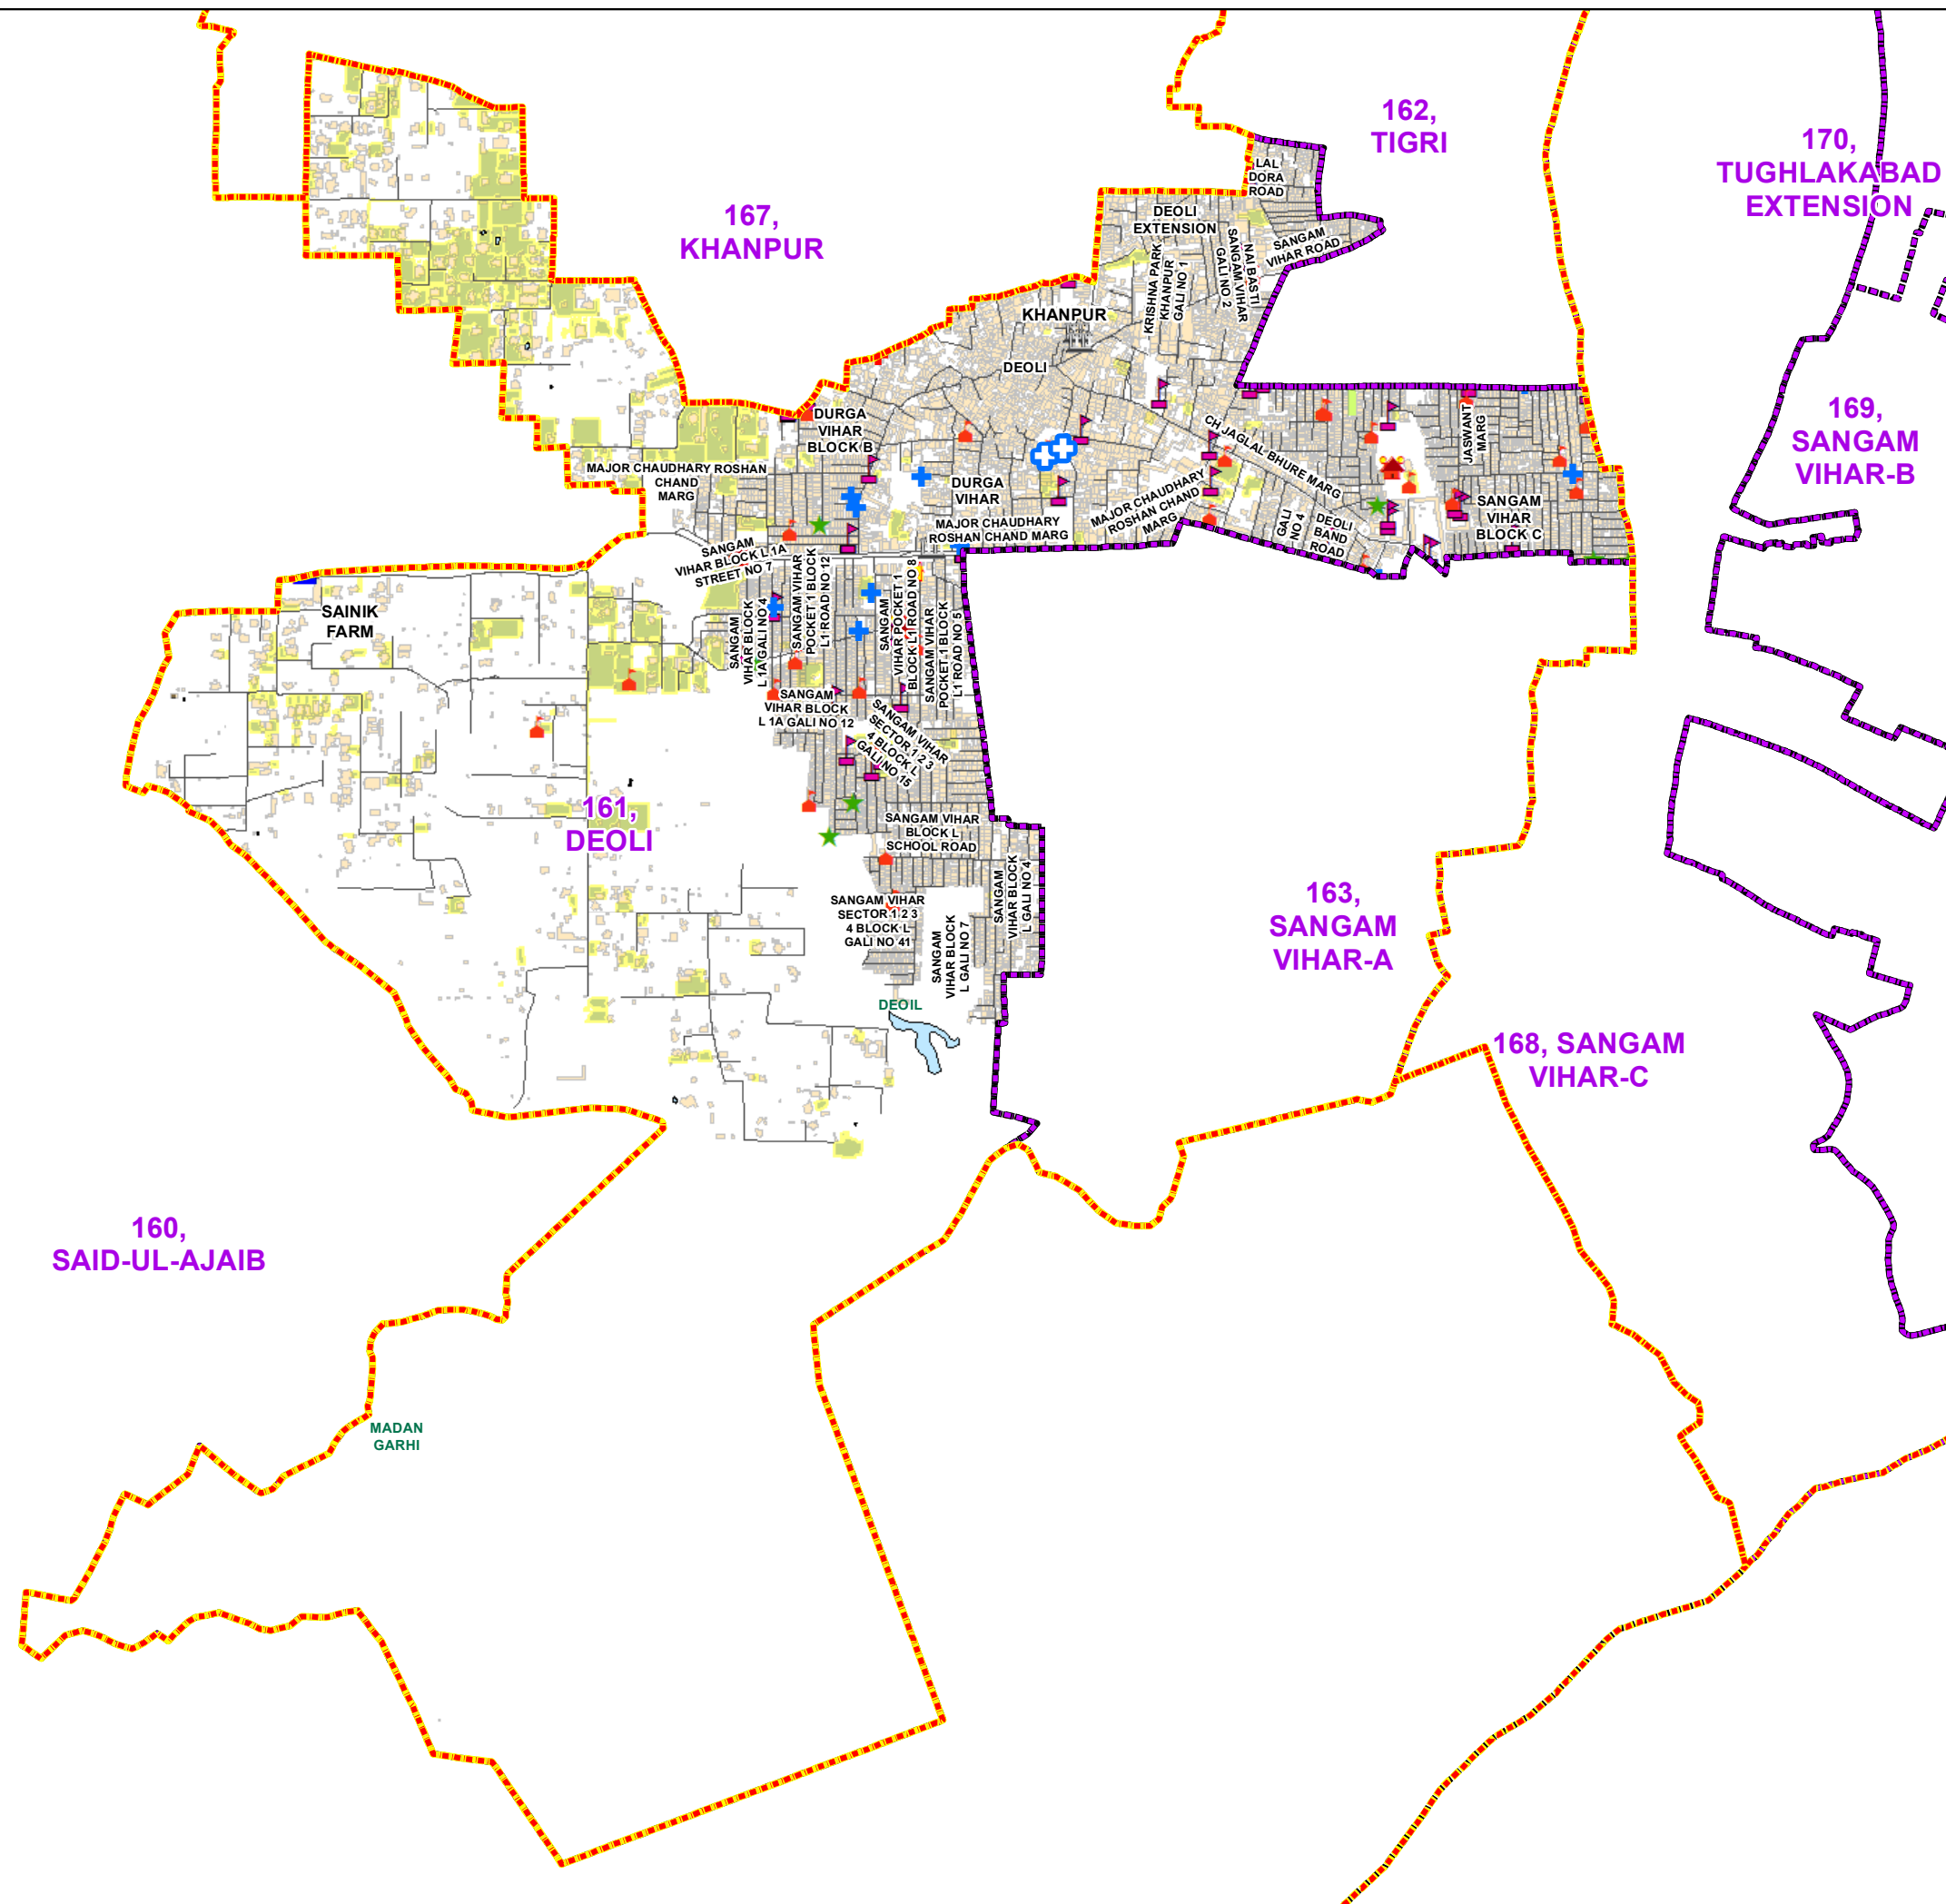 162,
TIGRI
170,
TUGHLAKABAD
EXTENSION
167,
KHANPUR
LAL
DORA
ROAD
DEOLI
EXTENSION
SANGAM
VIHAR ROAD
NAI BASTI
SANGAM VIHAR
GALI NO 2
KRISHNA PARK
KHANPUR
GALI NO 1
KHANPUR
DEOLI
169,
SANGAM
VIHAR-B
DURGA
VIHAR
BLOCK B
JASWANT
MARG
CH JAGLAL BHURE MARG
MAJOR CHAUDHARY ROSHAN
CHAND
MARG
DURGA
VIHAR
MAJOR CHAUDHARY
ROSHAN CHAND
MARG
SANGAM
VIHAR
BLOCK C
GALI
NO 4
DEOLI
BAND
ROAD
MAJOR CHAUDHARY
ROSHAN CHAND MARG
SANGAM
VIHAR BLOCK L 1A
STREET NO 7
SAINIK
FARM
SANGAM
VIHAR BLOCK
L 1A GALI NO 4
SANGAM VIHAR
POCKET 1 BLOCK
L1 ROAD NO 12
SANGAM
VIHAR POCKET 1
BLOCK L1 ROAD NO 8
SANGAM VIHAR
POCKET 1 BLOCK
L1 ROAD NO 5
SANGAM
VIHAR BLOCK
L 1A GALI NO 12
SANGAM VIHAR
SECTOR 1 2 3
4 BLOCK L
GALI NO 15
161,
DEOLI
SANGAM VIHAR
BLOCK L
SCHOOL ROAD
SANGAM
VIHAR BLOCK
L GALI NO 4
SANGAM VIHAR
SECTOR 1 2 3
4 BLOCK L
GALI NO 41
SANGAM
VIHAR BLOCK
L GALI NO 7
163,
SANGAM
VIHAR-A
DEOIL
168, SANGAM
VIHAR-C
160,
SAID-UL-AJAIB
MADAN
GARHI